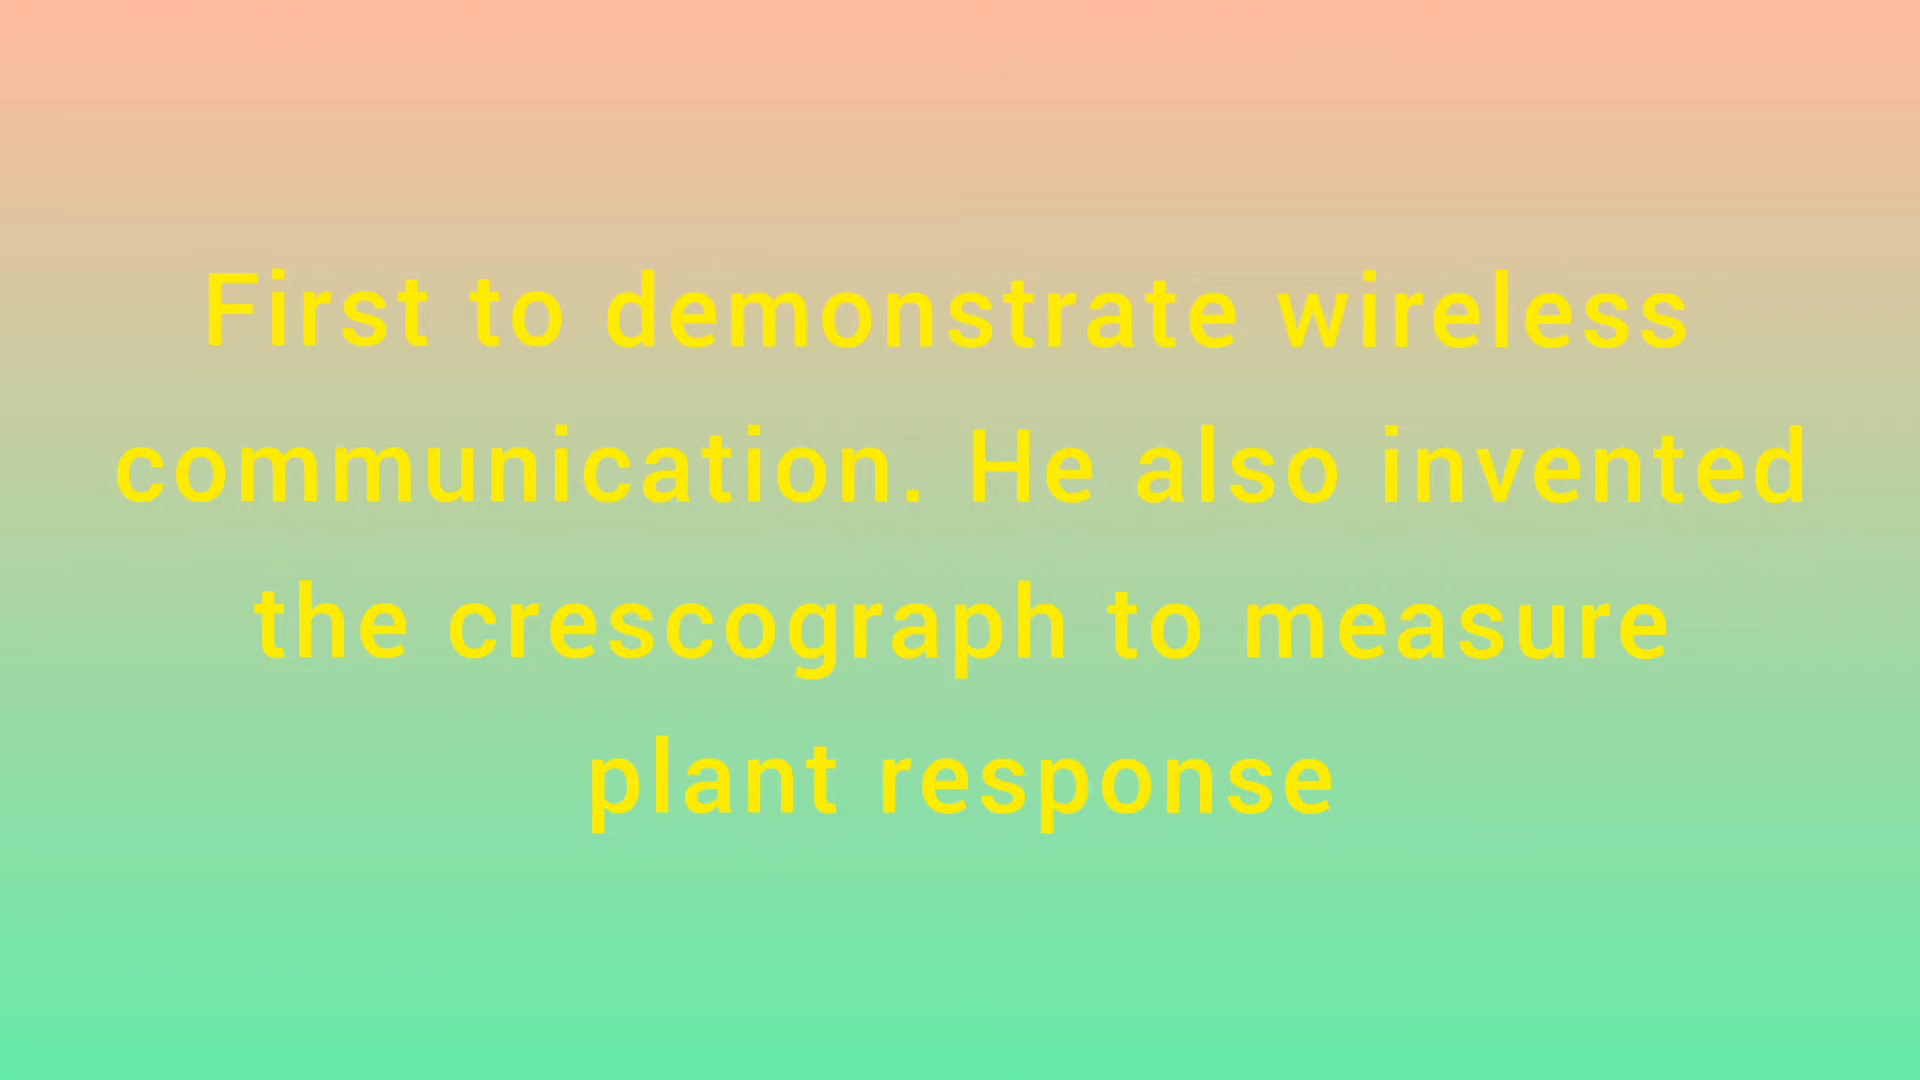 First to demonstrate wireless
communication. He also invented
the crescograph to measure
plant response